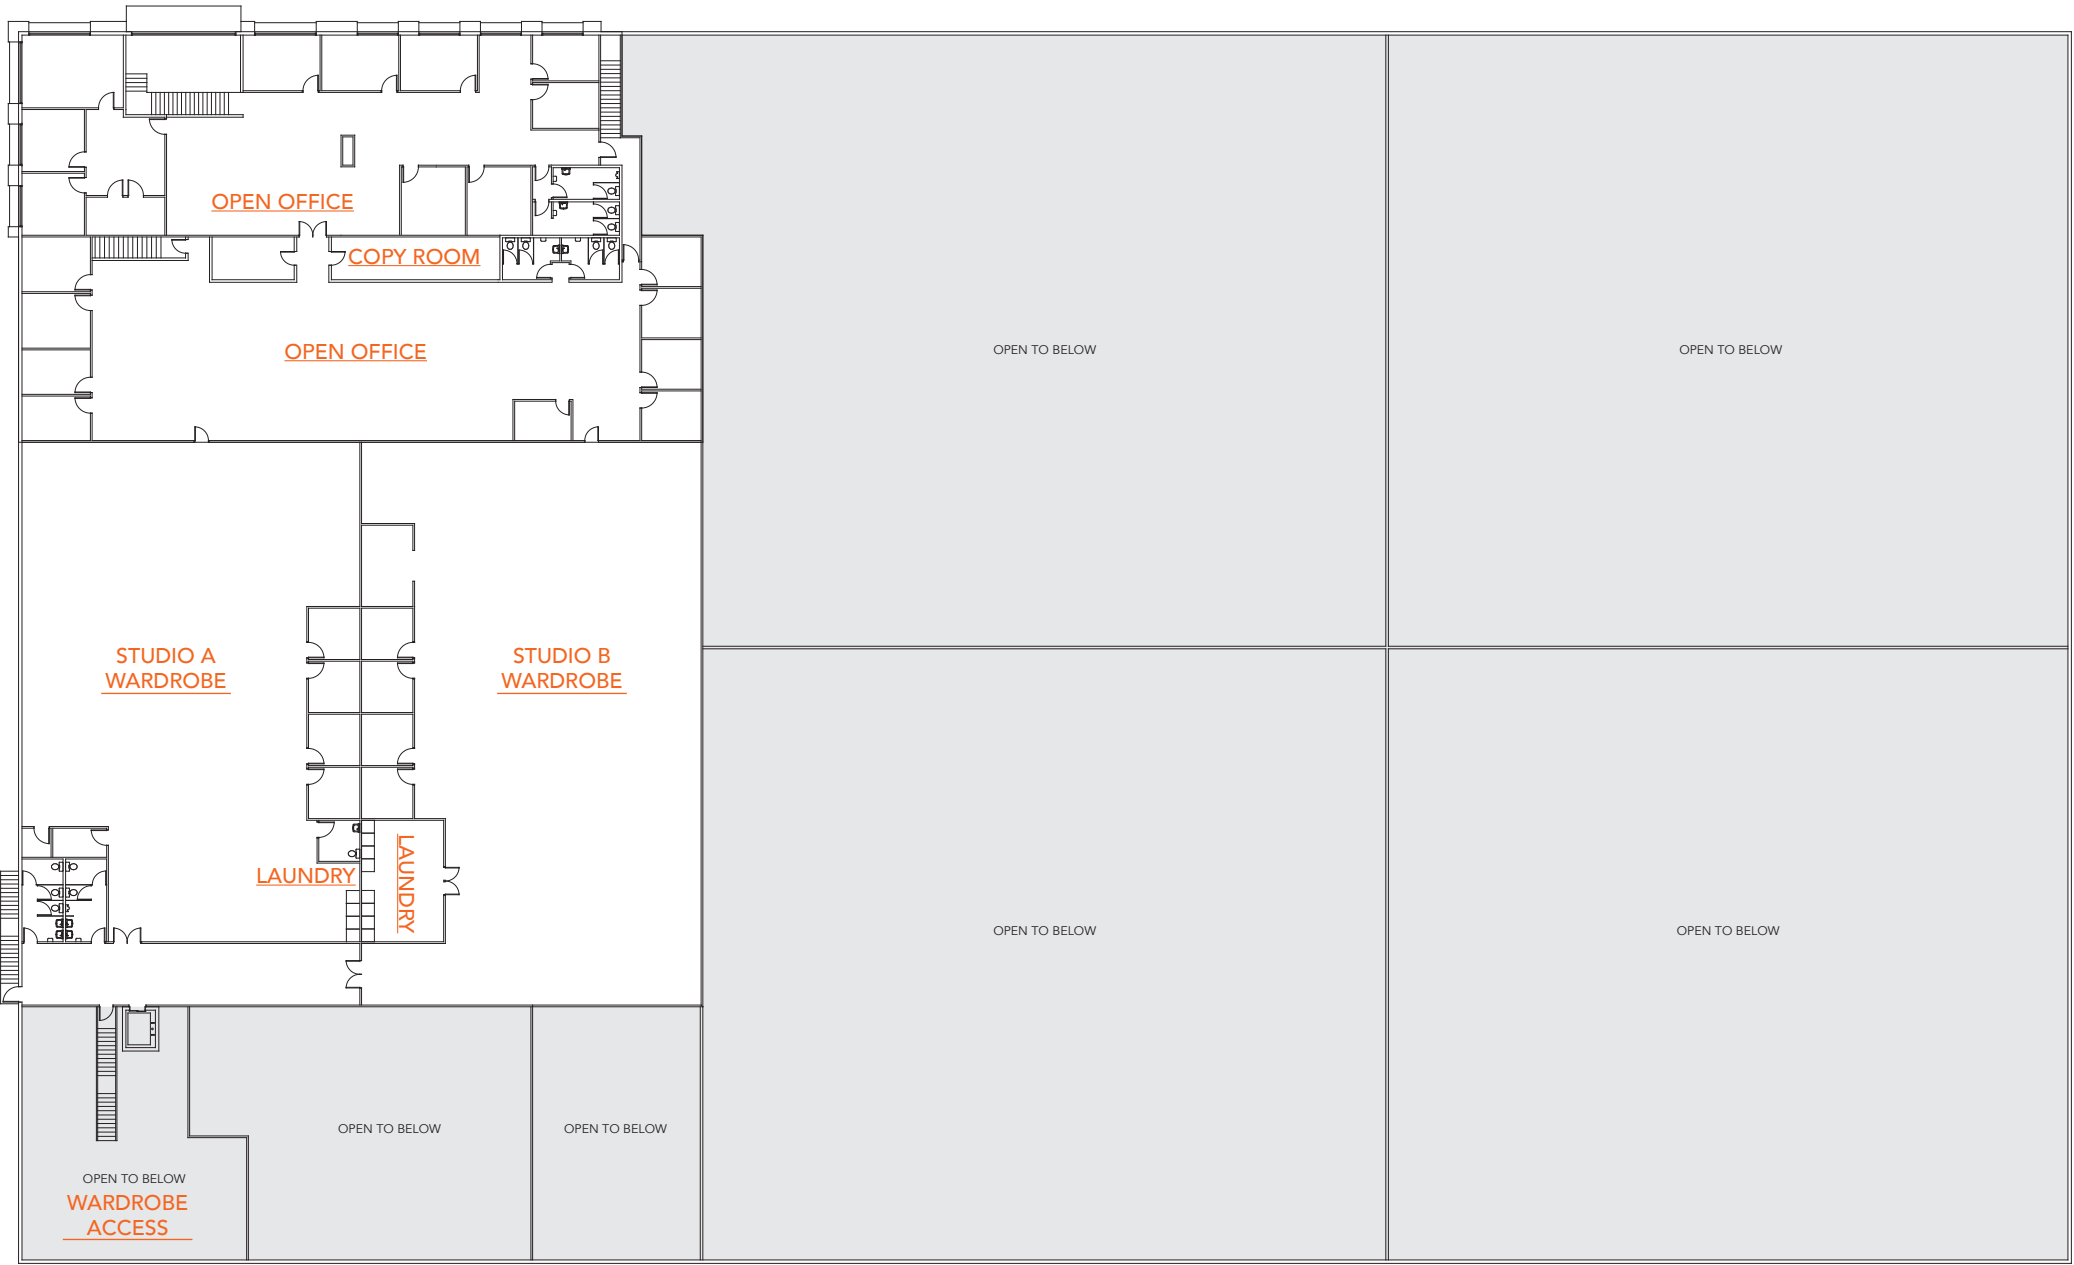 OPEN OFFICE
COPY ROOM
OPEN OFFICE
OPEN TO BELOW
OPEN TO BELOW
STUDIO A
WARDROBE
STUDIO B
WARDROBE
LAUNDRY
LAUNDRY
OPEN TO BELOW
OPEN TO BELOW
OPEN TO BELOW
OPEN TO BELOW
OPEN TO BELOW
WARDROBE
ACCESS